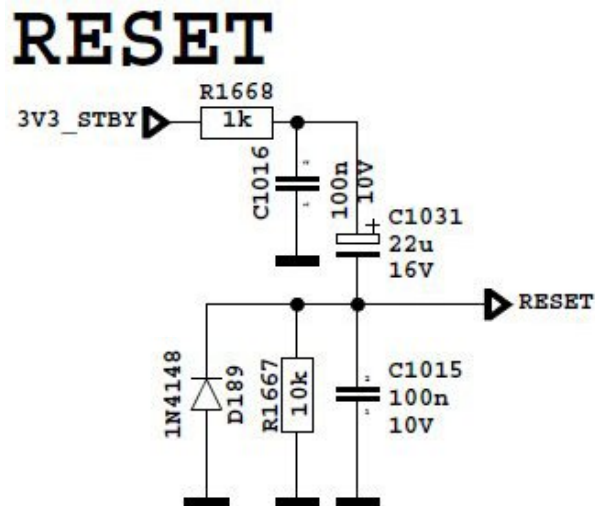 RESET
R1668
3V3_STBY
1k
C1016
100n
10V
C1031
22u
16V
RESET
1N4148
D189
R1667
10k
C1015
100n
10V